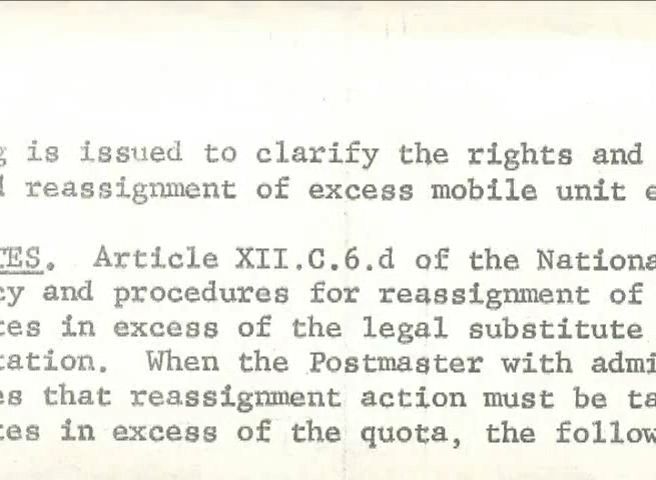 g is issued to clarify the rights and
d reassignment of excess mobile unit e
TES. Article XII.C.6.d of the Nationa
cy and procedures for reassignment of
tes in excess of the legal substitute
tation. When the Postmaster with admi
es that reassignment action must be ta
tes in excess of the quota, the follow